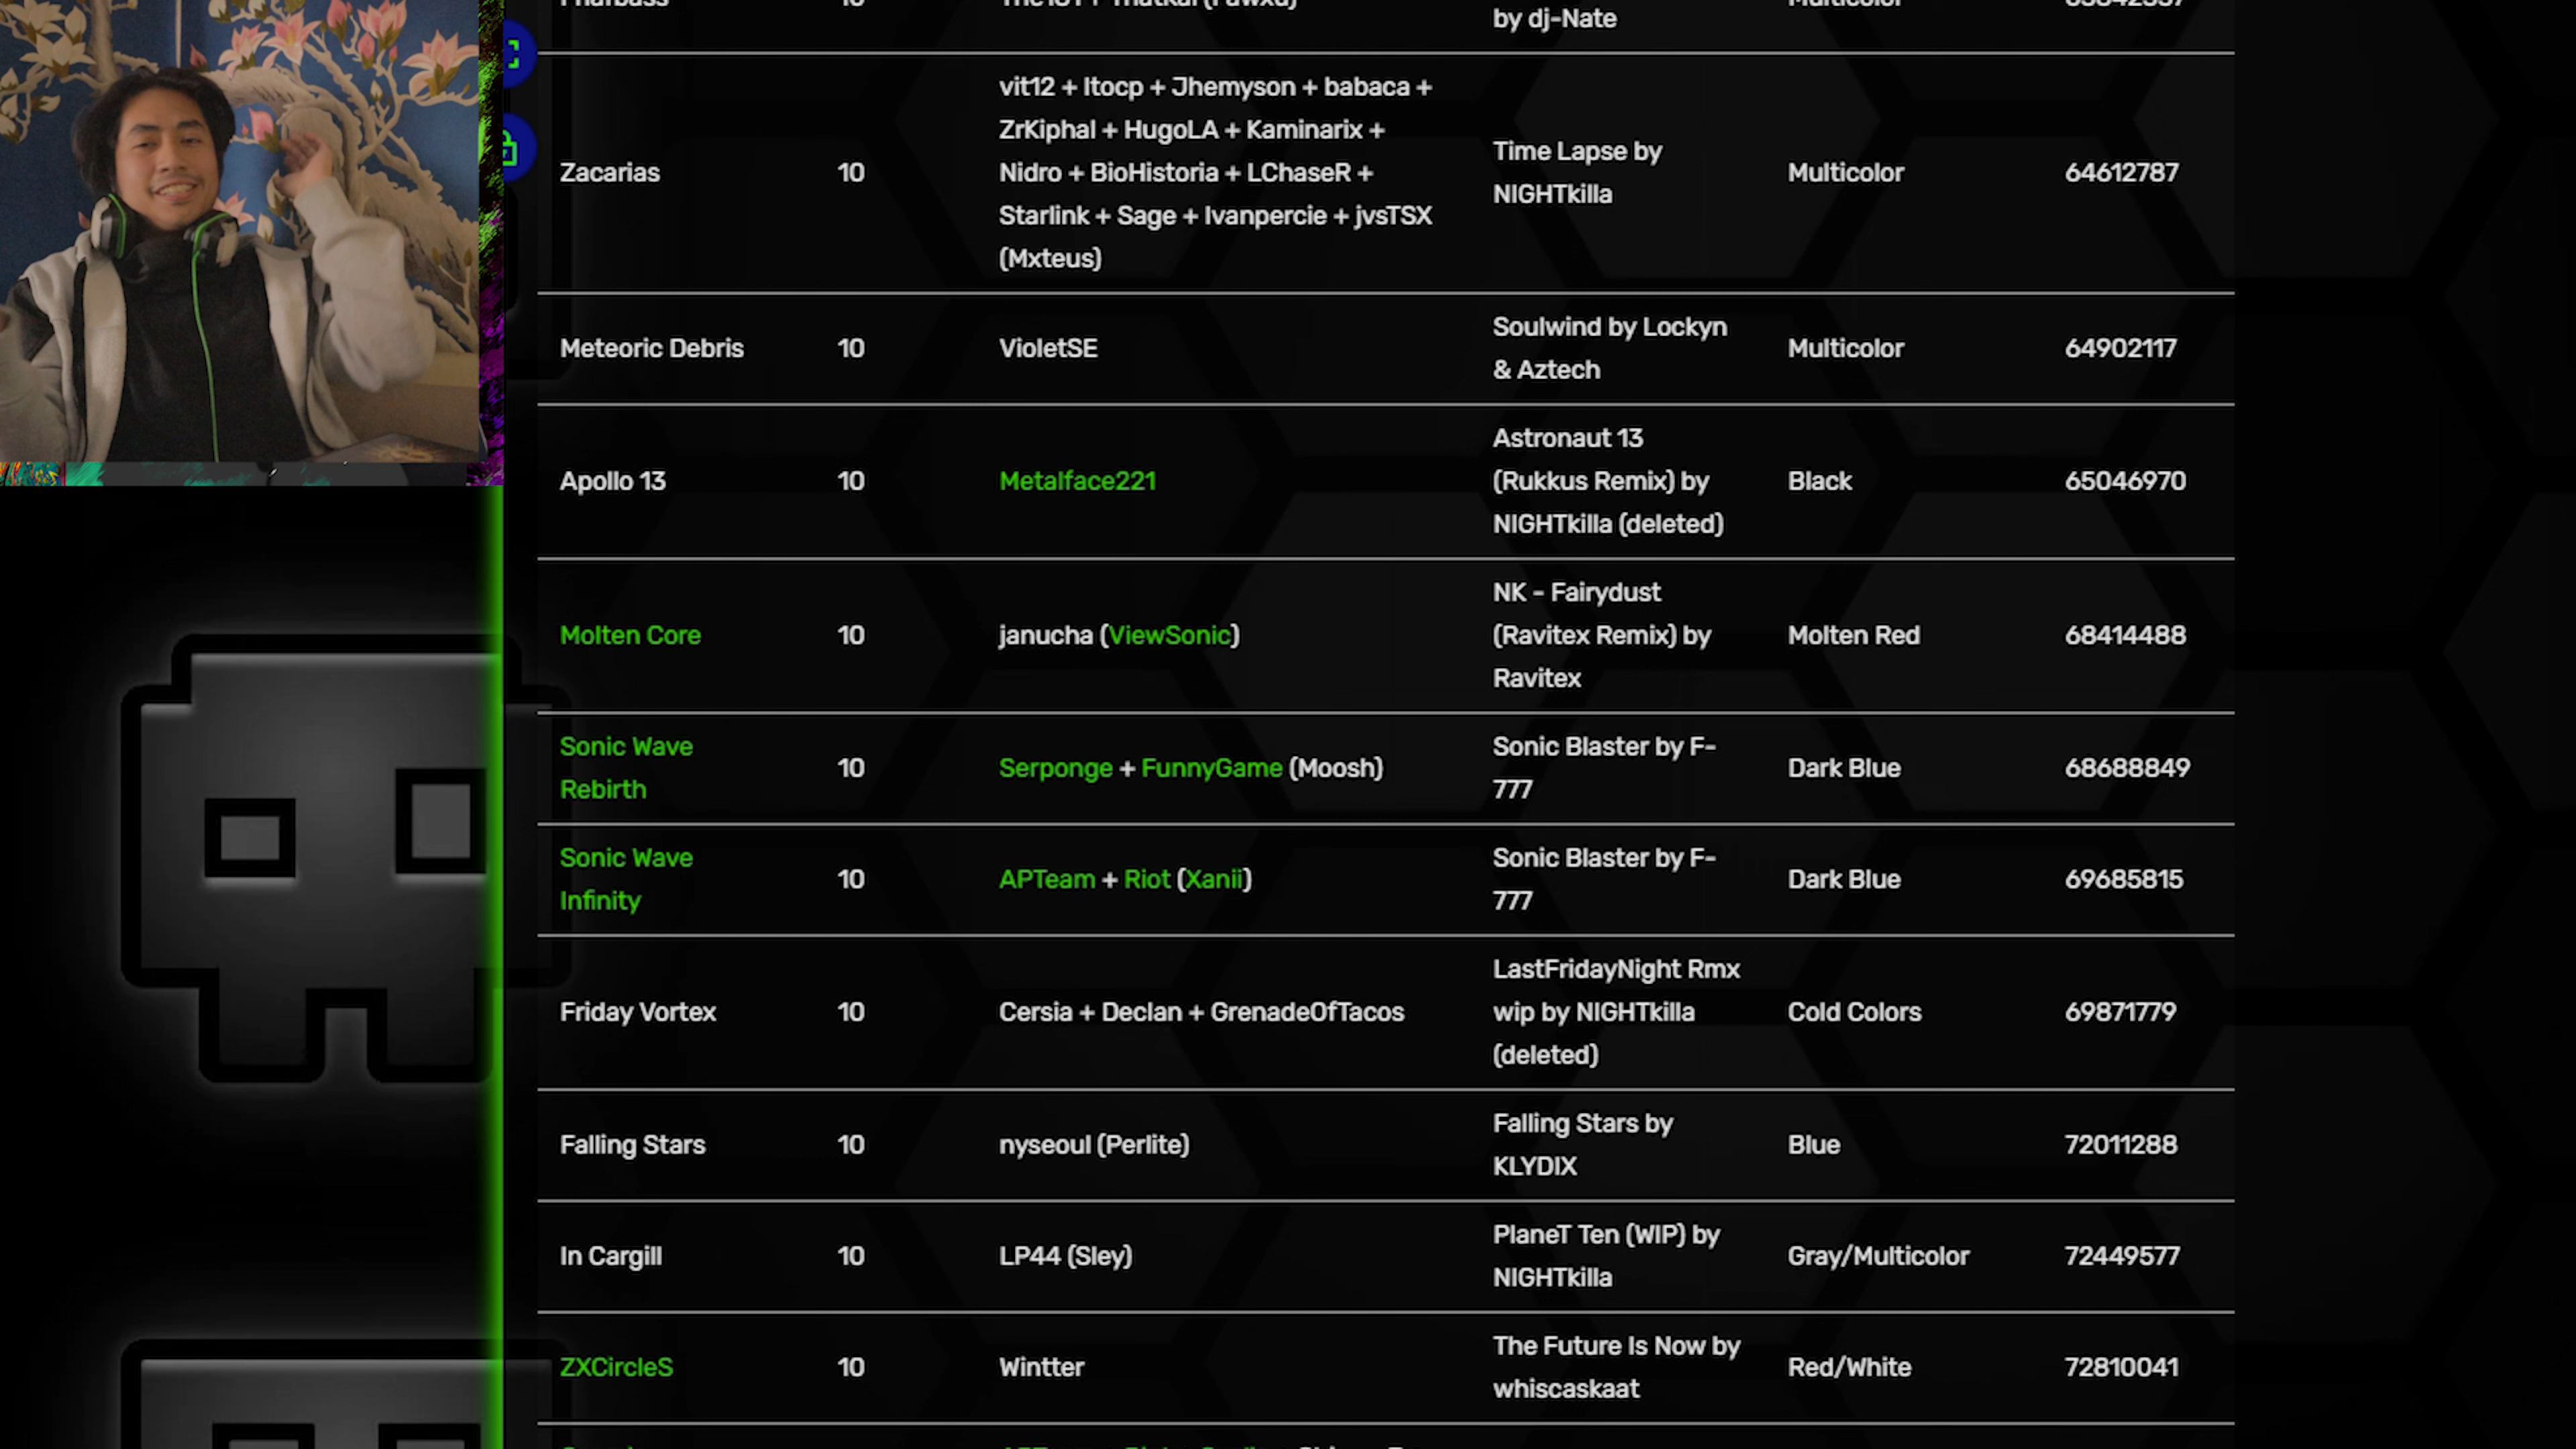 by dj-Nate
vit12 + Itocp + Jhemyson + babaca +
ZrKiphal + HugoLA + Kaminarix +
Nidro + BioHistoria + LChaseR +
Starlink + Sage + Ivanpercie + jvsTSX
(Mxteus)
Zacarias
10
Time Lapse by
NIGHTkilla
Multicolor
64612787
Meteoric Debris
10
VioletSE
Soulwind by Lockyn
& Aztech
Multicolor
64902117
Apollo 13
10
Metalface221
Astronaut 13
(Rukkus Remix) by
NIGHTkilla (deleted)
Black
65046970
Molten Core
10
janucha (ViewSonic)
NK - Fairydust
(Ravitex Remix) by
Ravitex
Molten Red
68414488
Sonic Wave
Rebirth
10
Serponge + FunnyGame (Moosh)
Sonic Blaster by F-
777
Dark Blue
68688849
Sonic Wave
Infinity
10
APTeam + Riot (Xanii)
Sonic Blaster by F-
777
Dark Blue
69685815
Friday Vortex
10
Cersia + Declan + GrenadeOfTacos
LastFridayNight Rmx
wip by NIGHTkilla
(deleted)
Cold Colors
69871779
Falling Stars
10
nyseoul (Perlite)
Falling Stars by
KLYDIX
Blue
72011288
In Cargill
10
LP44 (Sley)
PlaneT Ten (WIP) by
NIGHTkilla
Gray/Multicolor
72449577
ZXCircleS
10
Wintter
The Future Is Now by
whiscaskaat
Red/White
72810041